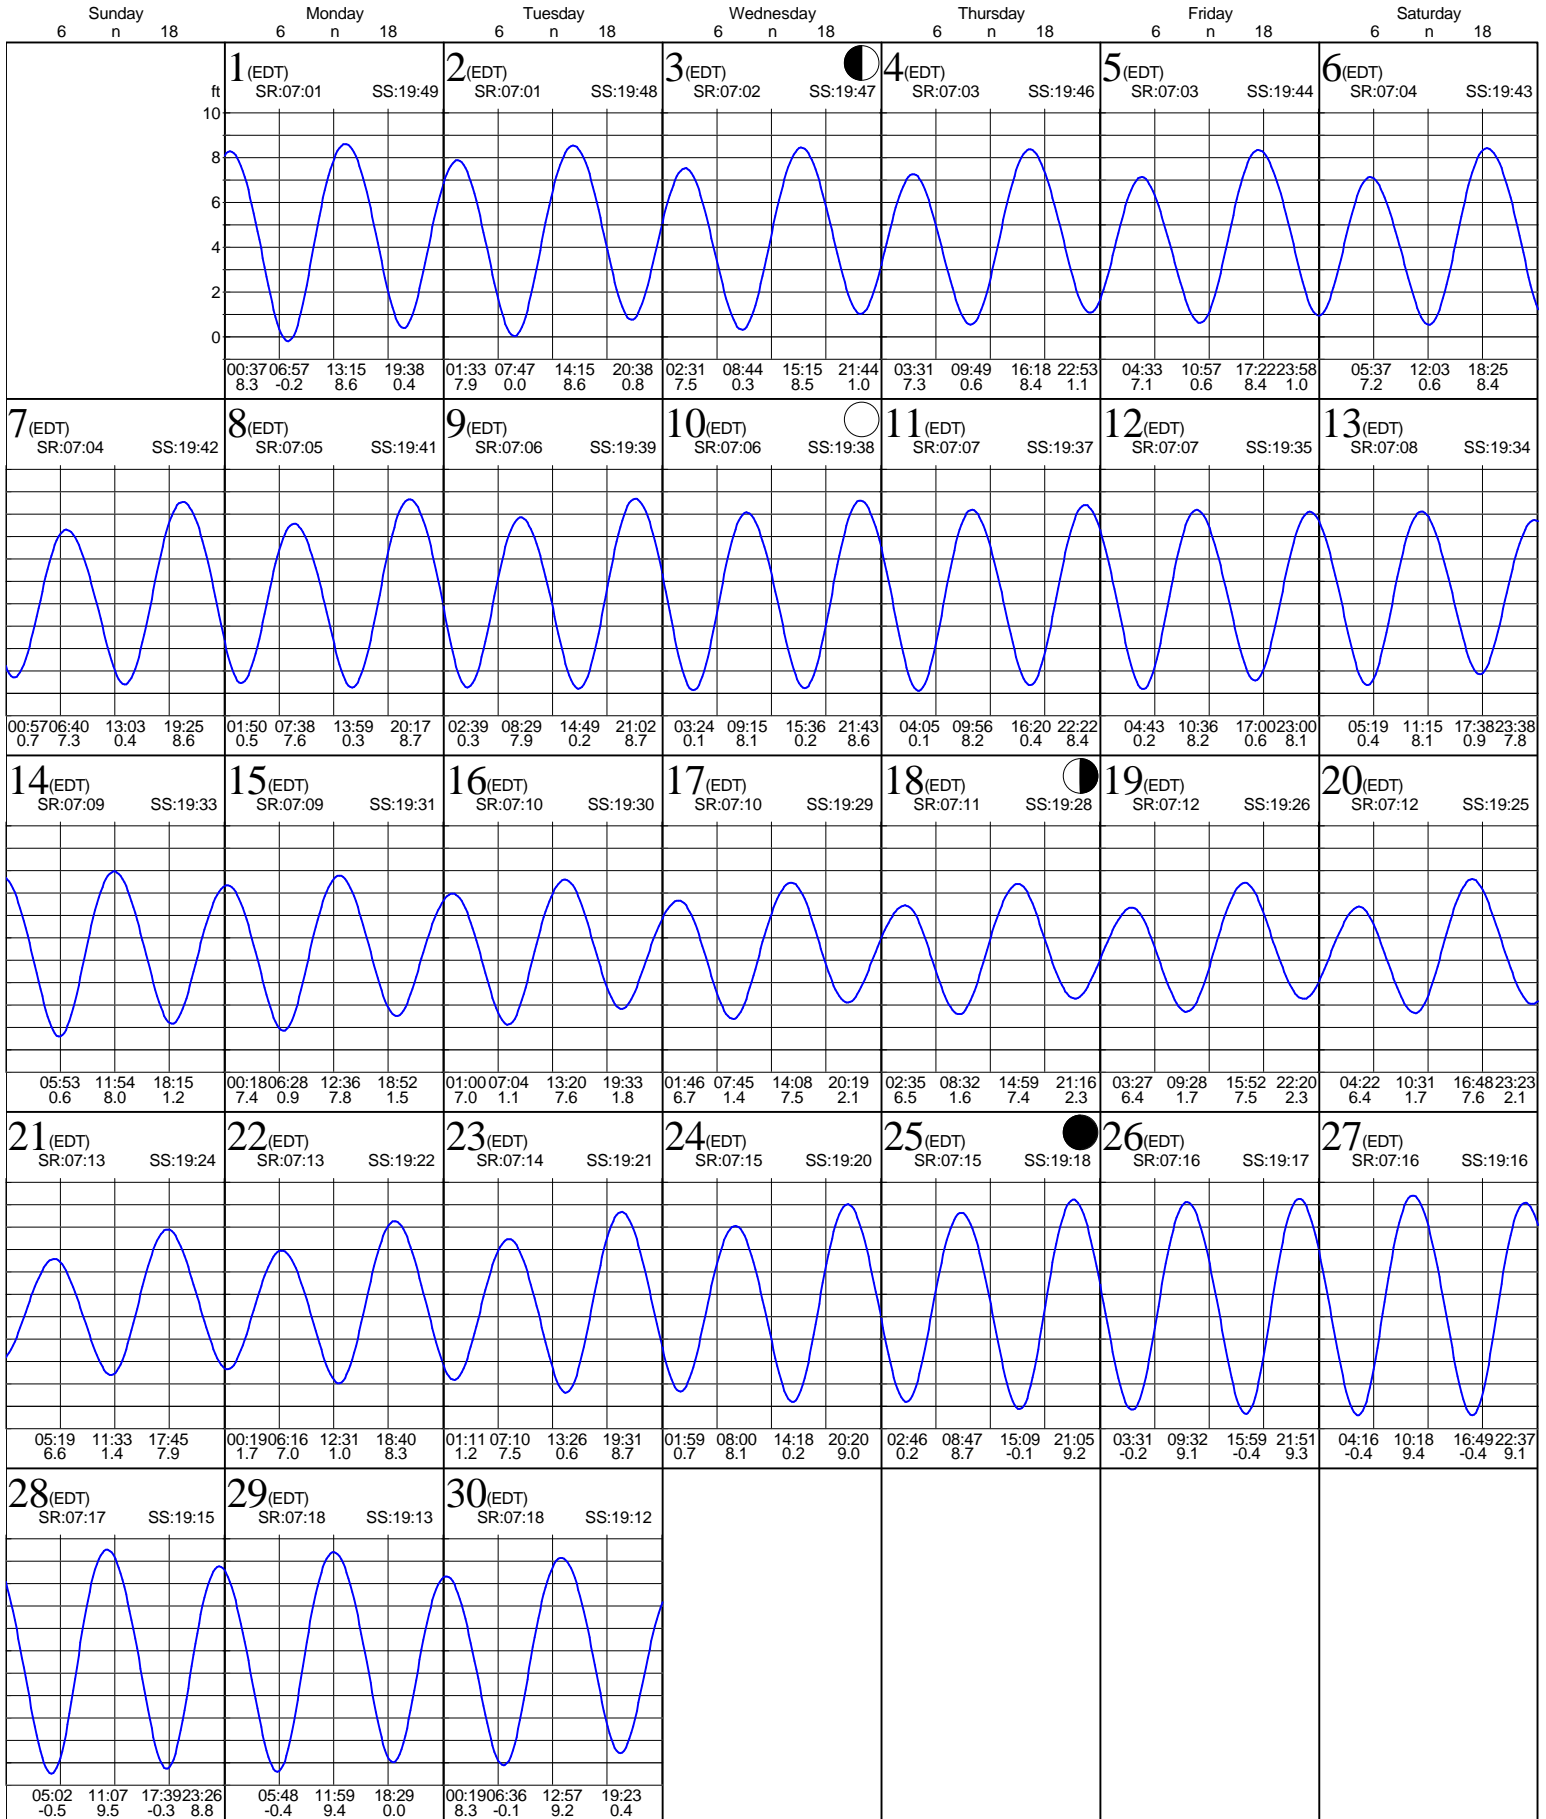 Sunday Monday Tuesday Wednesday Thursday Friday Saturday
6 n 18 6 n 18 6 n 18 6 n 18 6 n 18 6 n 18 6 n 18
1(EDT) 2(EDT) 3(EDT) 4(EDT) 5(EDT) 6(EDT)
ft SR:07:01 SS:19:49 SR:07:01 SS:19:48 SR:07:02 SS:19:47 SR:07:03 SS:19:46 SR:07:03 SS:19:44 SR:07:04 SS:19:43
10
8
6
4
2
0
00:37 06:57 13:15 19:38 01:33 07:47 14:15 20:38 02:31 08:44 15:15 21:44 03:31 09:49 16:18 22:53 04:33 10:57 17:22 23:58 05:37 12:03 18:25
8.3 -0.2 8.6 0.4 7.9 0.0 8.6 0.8 7.5 0.3 8.5 1.0 7.3 0.6 8.4 1.1 7.1 0.6 8.4 1.0 7.2 0.6 8.4
7(EDT) 8(EDT) 9(EDT) 10(EDT) 11(EDT) 12(EDT) 13(EDT)
SR:07:04 SS:19:42 SR:07:05 SS:19:41 SR:07:06 SS:19:39 SR:07:06 SS:19:38 SR:07:07 SS:19:37 SR:07:07 SS:19:35 SR:07:08 SS:19:34
00:57 06:40 13:03 19:25 01:50 07:38 13:59 20:17 02:39 08:29 14:49 21:02 03:24 09:15 15:36 21:43 04:05 09:56 16:20 22:22 04:43 10:36 17:00 23:00 05:19 11:15 17:38 23:38
0.7 7.3 0.4 8.6 0.5 7.6 0.3 8.7 0.3 7.9 0.2 8.7 0.1 8.1 0.2 8.6 0.1 8.2 0.4 8.4 0.2 8.2 0.6 8.1 0.4 8.1 0.9 7.8
14(EDT) 15(EDT) 16(EDT) 17(EDT) 18(EDT) 19(EDT) 20(EDT)
SR:07:09 SS:19:33 SR:07:09 SS:19:31 SR:07:10 SS:19:30 SR:07:10 SS:19:29 SR:07:11 SS:19:28 SR:07:12 SS:19:26 SR:07:12 SS:19:25
05:53 11:54 18:15 00:18 06:28 12:36 18:52 01:00 07:04 13:20 19:33 01:46 07:45 14:08 20:19 02:35 08:32 14:59 21:16 03:27 09:28 15:52 22:20 04:22 10:31 16:48 23:23
0.6 8.0 1.2 7.4 0.9 7.8 1.5 7.0 1.1 7.6 1.8 6.7 1.4 7.5 2.1 6.5 1.6 7.4 2.3 6.4 1.7 7.5 2.3 6.4 1.7 7.6 2.1
21(EDT) 22(EDT) 23(EDT) 24(EDT) 25(EDT) 26(EDT) 27(EDT)
SR:07:13 SS:19:24 SR:07:13 SS:19:22 SR:07:14 SS:19:21 SR:07:15 SS:19:20 SR:07:15 SS:19:18 SR:07:16 SS:19:17 SR:07:16 SS:19:16
05:19 11:33 17:45 00:19 06:16 12:31 18:40 01:11 07:10 13:26 19:31 01:59 08:00 14:18 20:20 02:46 08:47 15:09 21:05 03:31 09:32 15:59 21:51 04:16 10:18 16:49 22:37
6.6 1.4 7.9 1.7 7.0 1.0 8.3 1.2 7.5 0.6 8.7 0.7 8.1 0.2 9.0 0.2 8.7 -0.1 9.2 -0.2 9.1 -0.4 9.3 -0.4 9.4 -0.4 9.1
28(EDT) 29(EDT) 30(EDT)
SR:07:17 SS:19:15 SR:07:18 SS:19:13 SR:07:18 SS:19:12
05:02 11:07 17:39 23:26 05:48 11:59 18:29 00:19 06:36 12:57 19:23
-0.5 9.5 -0.3 8.8 -0.4 9.4 0.0 8.3 -0.1 9.2 0.4